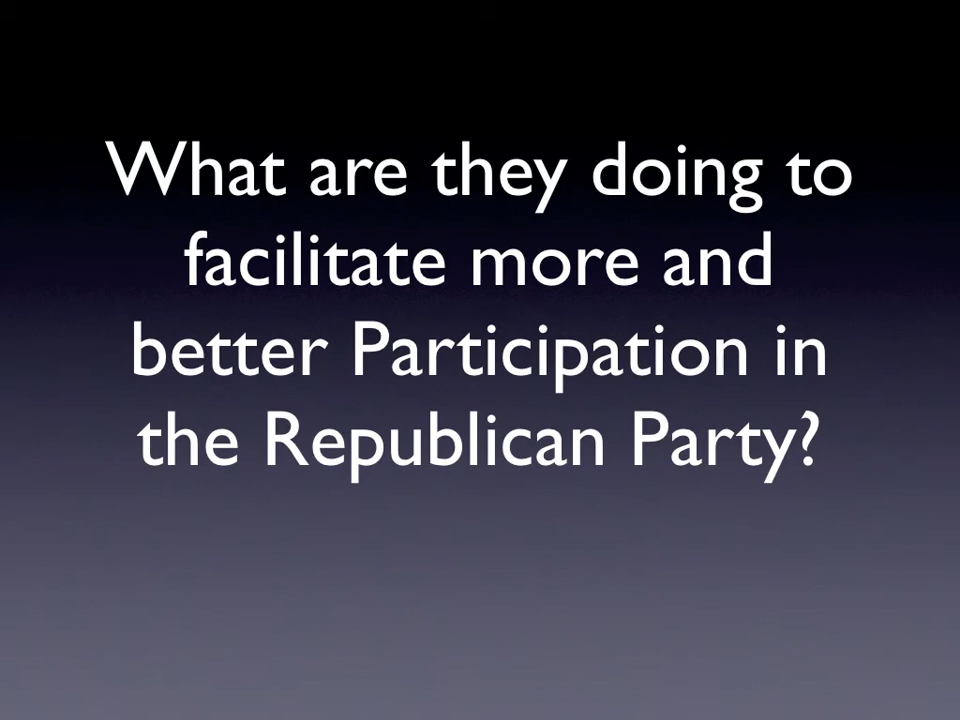 What are they doing to
facilitate more and
better Participation in
the Republican Party?